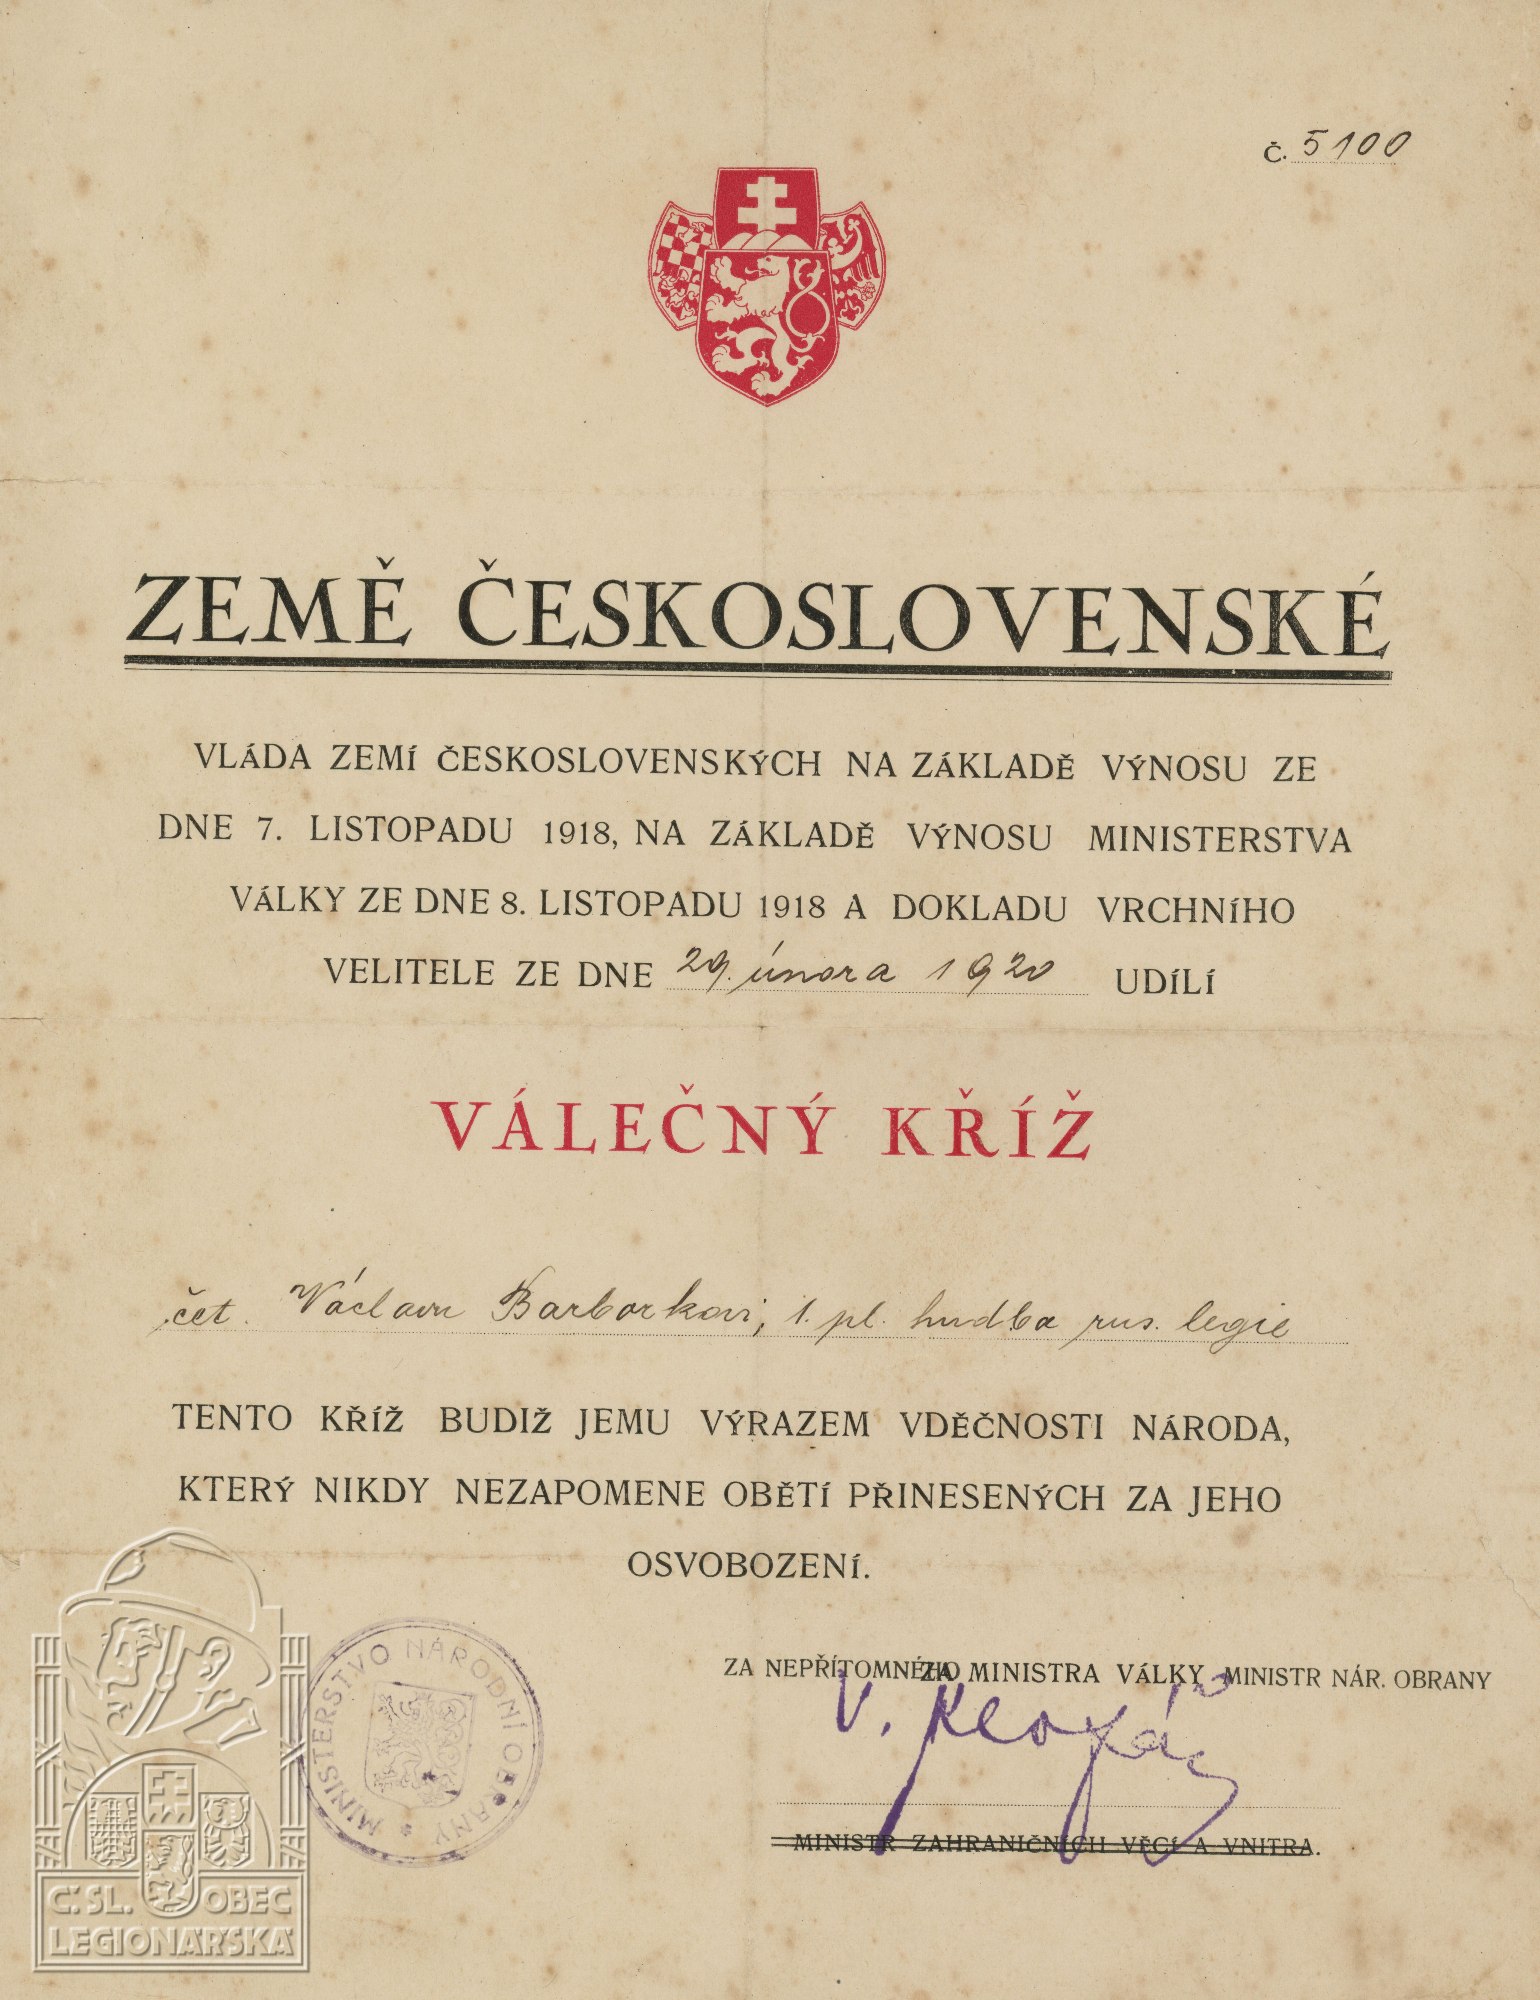 Č. 5100
ZEMĚ ČESKOSLOVENSKÉ
VLÁDA ZEMÍ ČESKOSLOVENSKÝCH NA ZÁKLADĚ VÝNOSU ZE
DNE 7. LISTOPADU 1918, NA ZÁKLADĚ VÝNOSU MINISTERSTVA
VÁLKY ZE DNE 8. LISTOPADU 1918 A DOKLADU VRCHNÍHO
VELITELE ZE DNE 29. února 1920 UDÍLÍ
VÁLEČNÝ KŘÍŽ
čet. Václavu Barborkovi, 1. pl. hudba rus. legie
TENTO KŘÍŽ BUDIŽ JEMU VÝRAZEM VDĚČNOSTI NÁRODA,
KTERÝ NIKDY NEZAPOMENE OBĚTÍ PŘINESENÝCH ZA JEHO
OSVOBOZENÍ.
ZA NEPŘÍTOMNÉHO ZA MINISTRA VÁLKY MINISTR NÁR. OBRANY
V.
MINISTR ZAHRANIČNÍCH VĚCÍ A VNITRA.
MINISTERSTVO NÁRODNÍ OBRANY
Č. SL. OBEC
LEGIONÁŘSKÁ